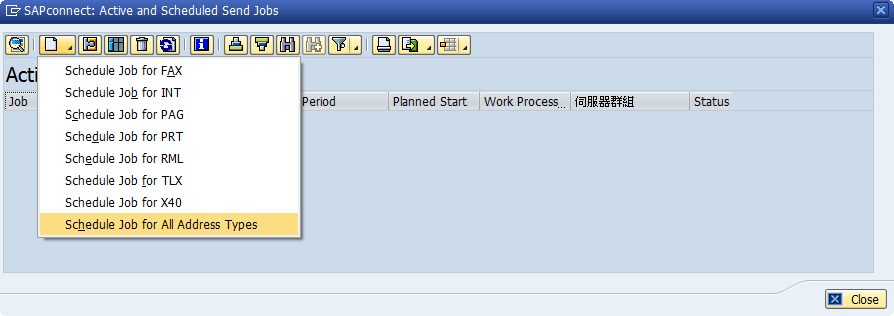 SAPconnect: Active and Scheduled Send Jobs
Schedule Job for FAX
Schedule Job for INT
Schedule Job for PAG
Schedule Job for PRT
Schedule Job for RML
Schedule Job for TLX
Schedule Job for X40
Schedule Job for All Address Types
Acti
Job Period Planned Start Work Process... 伺服器群組 Status
Close